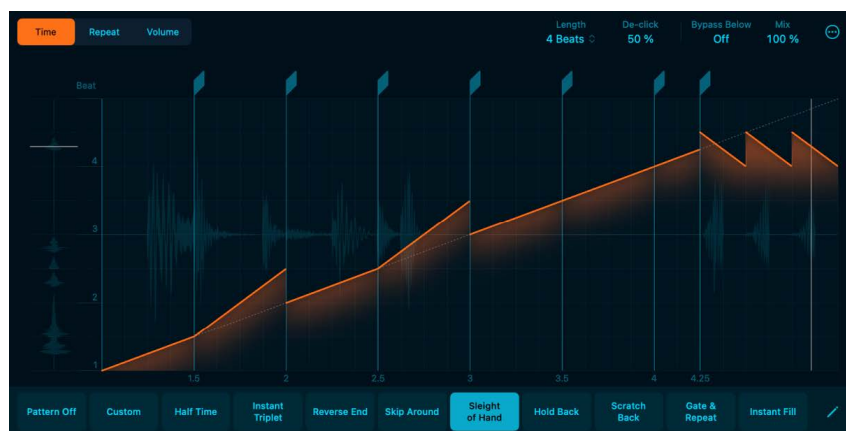 Time Repeat Volume
Length De-click Bypass Below Mix
4 Beats 50 % Off 100 %
Beat
4
3
2
1
1.5 2 2.5 3 3.5 4 4.25
Pattern Off Custom Half Time Instant Triplet Reverse End Skip Around Sleight of Hand Hold Back Scratch Back Gate & Repeat Instant Fill